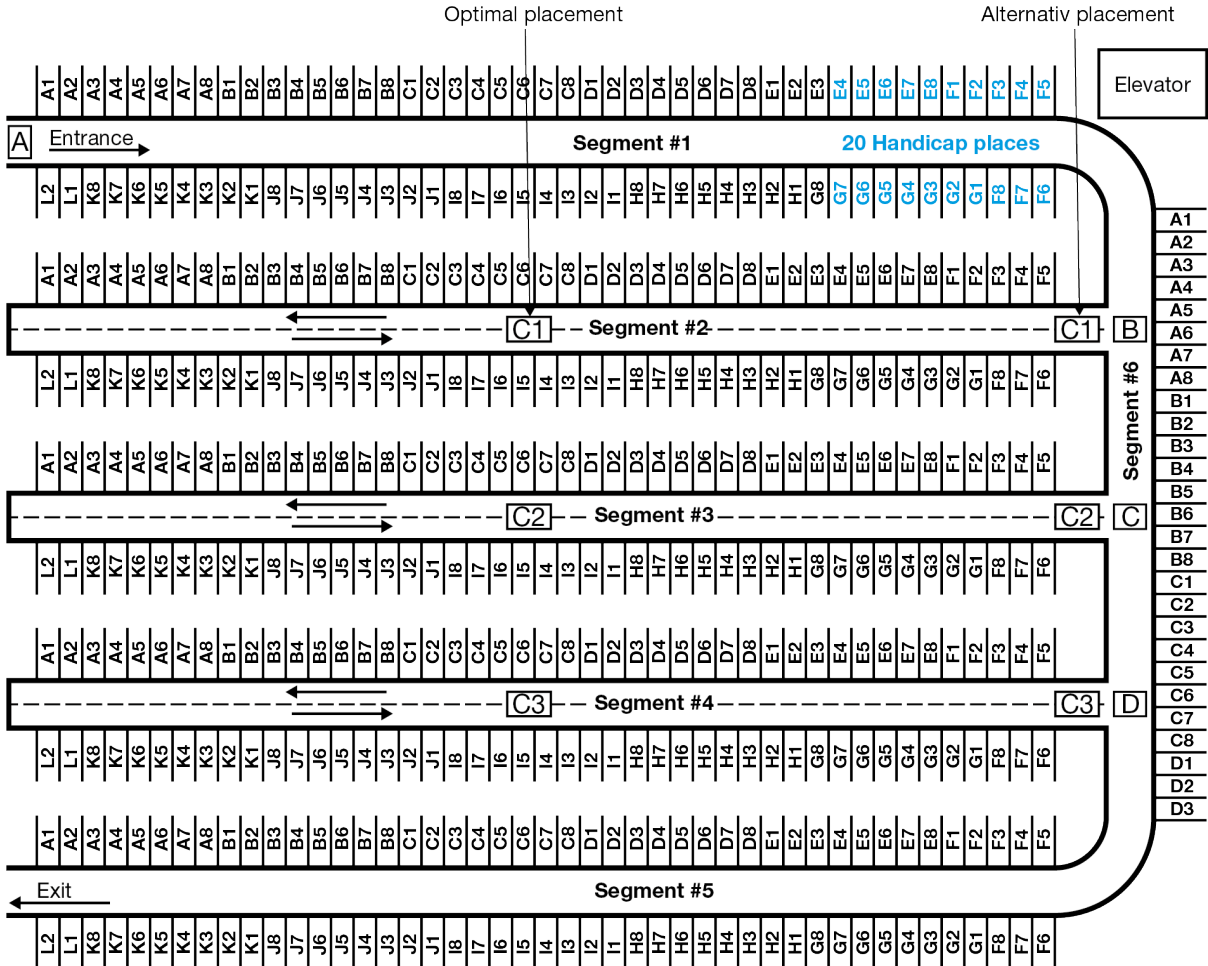 Optimal placement
Alternativ placement
A1 A2 A3 A4 A5 A6 A7 A8 B1 B2 B3 B4 B5 B6 B7 B8 C1 C2 C3 C4 C5 C6 C7 C8 D1 D2 D3 D4 D5 D6 D7 D8 E1 E2 E3 E4 E5 E6 E7 E8 F1 F2 F3 F4 F5
Elevator
A Entrance
Segment #1
20 Handicap places
L2 L1 K8 K7 K6 K5 K4 K3 K2 K1 J8 J7 J6 J5 J4 J3 J2 J1 I8 I7 I6 I5 I4 I3 I2 I1 H8 H7 H6 H5 H4 H3 H2 H1 G8 G7 G6 G5 G4 G3 G2 G1 F8 F7 F6
A1 A2 A3 A4 A5 A6 A7 A8 B1 B2 B3 B4 B5 B6 B7 B8 C1 C2 C3 C4 C5 C6 C7 C8 D1 D2 D3 D4 D5 D6 D7 D8 E1 E2 E3 E4 E5 E6 E7 E8 F1 F2 F3 F4 F5
C1 Segment #2 C1 B
L2 L1 K8 K7 K6 K5 K4 K3 K2 K1 J8 J7 J6 J5 J4 J3 J2 J1 I8 I7 I6 I5 I4 I3 I2 I1 H8 H7 H6 H5 H4 H3 H2 H1 G8 G7 G6 G5 G4 G3 G2 G1 F8 F7 F6
A1 A2 A3 A4 A5 A6 A7 A8 B1 B2 B3 B4 B5 B6 B7 B8 C1 C2 C3 C4 C5 C6 C7 C8 D1 D2 D3 D4 D5 D6 D7 D8 E1 E2 E3 E4 E5 E6 E7 E8 F1 F2 F3 F4 F5
C2 Segment #3 C2 C
L2 L1 K8 K7 K6 K5 K4 K3 K2 K1 J8 J7 J6 J5 J4 J3 J2 J1 I8 I7 I6 I5 I4 I3 I2 I1 H8 H7 H6 H5 H4 H3 H2 H1 G8 G7 G6 G5 G4 G3 G2 G1 F8 F7 F6
A1 A2 A3 A4 A5 A6 A7 A8 B1 B2 B3 B4 B5 B6 B7 B8 C1 C2 C3 C4 C5 C6 C7 C8 D1 D2 D3 D4 D5 D6 D7 D8 E1 E2 E3 E4 E5 E6 E7 E8 F1 F2 F3 F4 F5
C3 Segment #4 C3 D
L2 L1 K8 K7 K6 K5 K4 K3 K2 K1 J8 J7 J6 J5 J4 J3 J2 J1 I8 I7 I6 I5 I4 I3 I2 I1 H8 H7 H6 H5 H4 H3 H2 H1 G8 G7 G6 G5 G4 G3 G2 G1 F8 F7 F6
A1 A2 A3 A4 A5 A6 A7 A8 B1 B2 B3 B4 B5 B6 B7 B8 C1 C2 C3 C4 C5 C6 C7 C8 D1 D2 D3 D4 D5 D6 D7 D8 E1 E2 E3 E4 E5 E6 E7 E8 F1 F2 F3 F4 F5
Exit
Segment #5
L2 L1 K8 K7 K6 K5 K4 K3 K2 K1 J8 J7 J6 J5 J4 J3 J2 J1 I8 I7 I6 I5 I4 I3 I2 I1 H8 H7 H6 H5 H4 H3 H2 H1 G8 G7 G6 G5 G4 G3 G2 G1 F8 F7 F6
Segment #6
A1
A2
A3
A4
A5
A6
A7
A8
B1
B2
B3
B4
B5
B6
B7
B8
C1
C2
C3
C4
C5
C6
C7
C8
D1
D2
D3